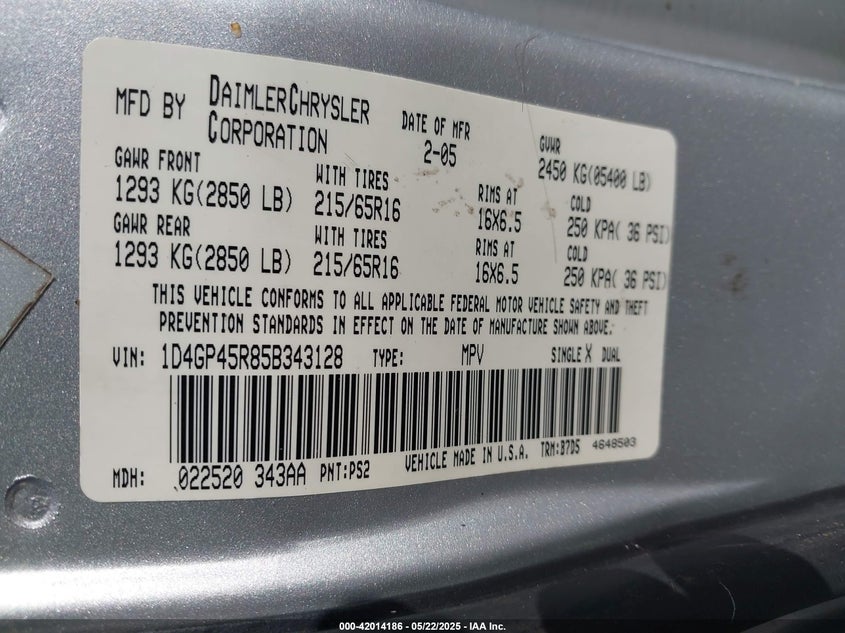 MFD BY DAIMLERCHRYSLER CORPORATION
DATE OF MFR 2-05
GVWR 2450 KG(05400 LB)
GAWR FRONT WITH TIRES RIMS AT COLD
1293 KG(2850 LB) 215/65R16 16X6.5 250 KPA( 36 PSI)
GAWR REAR WITH TIRES RIMS AT COLD
1293 KG(2850 LB) 215/65R16 16X6.5 250 KPA( 36 PSI)
THIS VEHICLE CONFORMS TO ALL APPLICABLE FEDERAL MOTOR VEHICLE SAFETY AND THEFT
PREVENTION STANDARDS IN EFFECT ON THE DATE OF MANUFACTURE SHOWN ABOVE.
VIN: 1D4GP45R85B343128 TYPE: MPV SINGLE X DUAL
MDH: 022520 343AA PNT:PS2 VEHICLE MADE IN U.S.A. TRM:B7D5 4648503
000-42014186 - 05/22/2025 - IAA Inc.